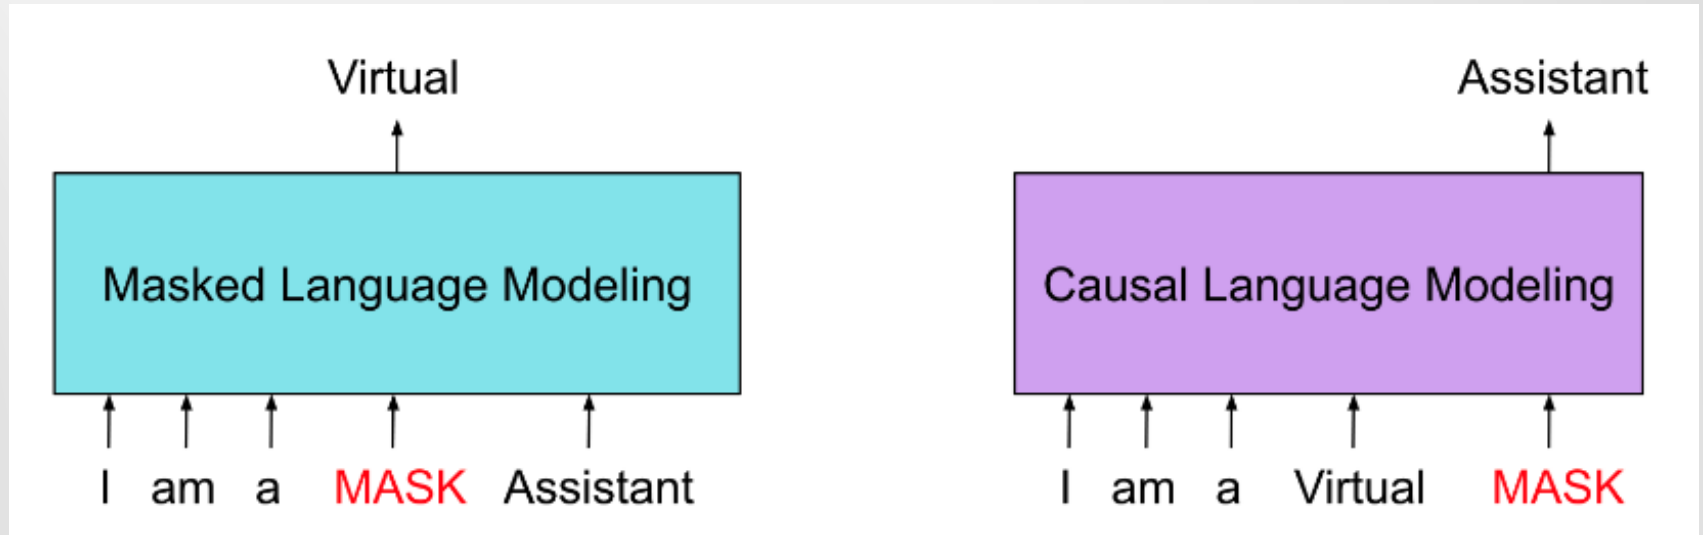 Virtual
Assistant
Masked Language Modeling
Causal Language Modeling
I am a MASK Assistant
I am a Virtual MASK